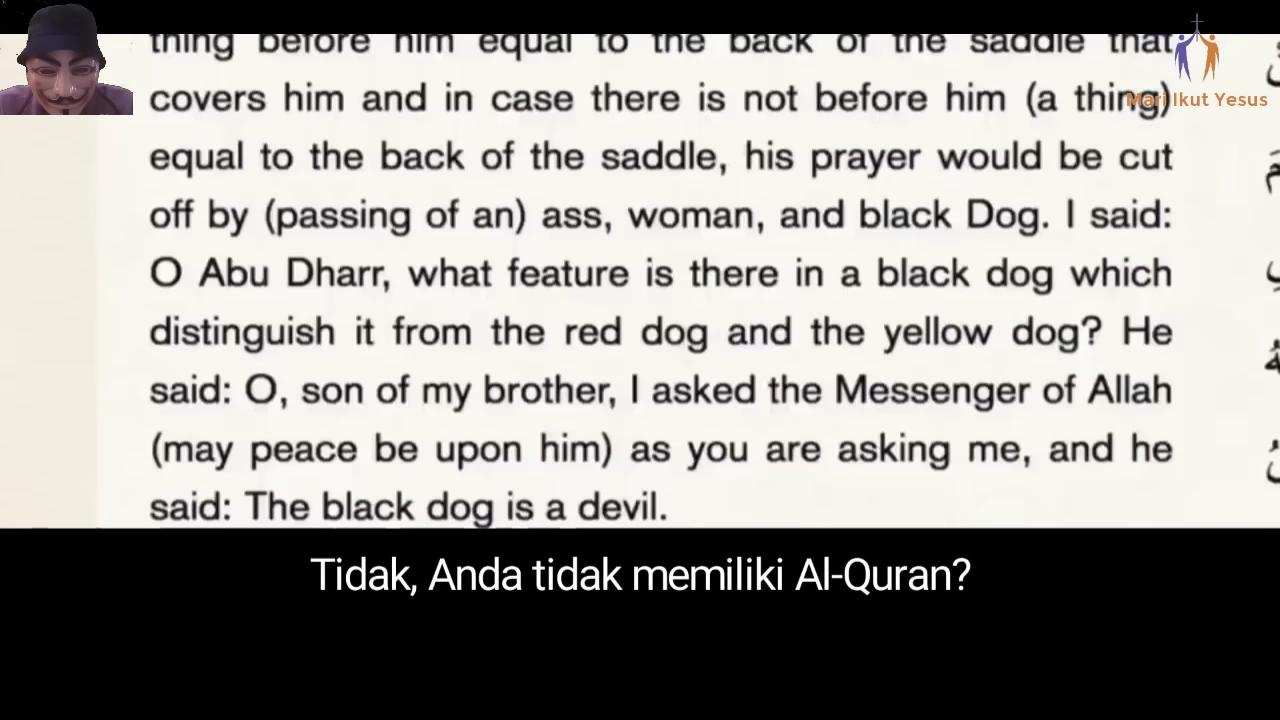 thing before him equal to the back of the saddle that
covers him and in case there is not before him (a thing)
equal to the back of the saddle, his prayer would be cut
off by (passing of an) ass, woman, and black Dog. I said:
O Abu Dharr, what feature is there in a black dog which
distinguish it from the red dog and the yellow dog? He
said: O, son of my brother, I asked the Messenger of Allah
(may peace be upon him) as you are asking me, and he
said: The black dog is a devil.
Mari Ikut Yesus
Tidak, Anda tidak memiliki Al-Quran?